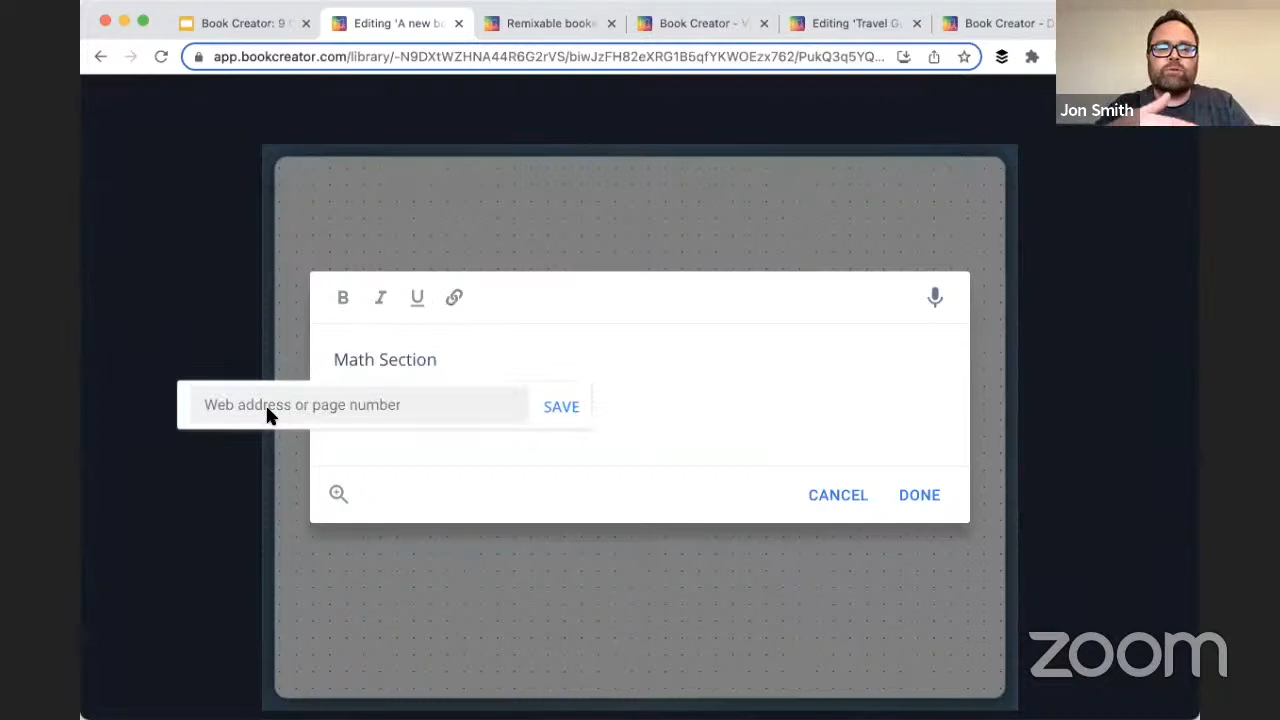 Book Creator: 9
Editing 'A new b
Remixable book
Book Creator - V
Editing 'Travel G
Book Creator - D
app.bookcreator.com/library/-N9DXtWZHNA44R6G2rVS/biwJzFH82eXRG1B5qfYKWOEzx762/PukQ3q5YQ...
Jon Smith
B I U
Math Section
Web address or page number
SAVE
CANCEL
DONE
zoom